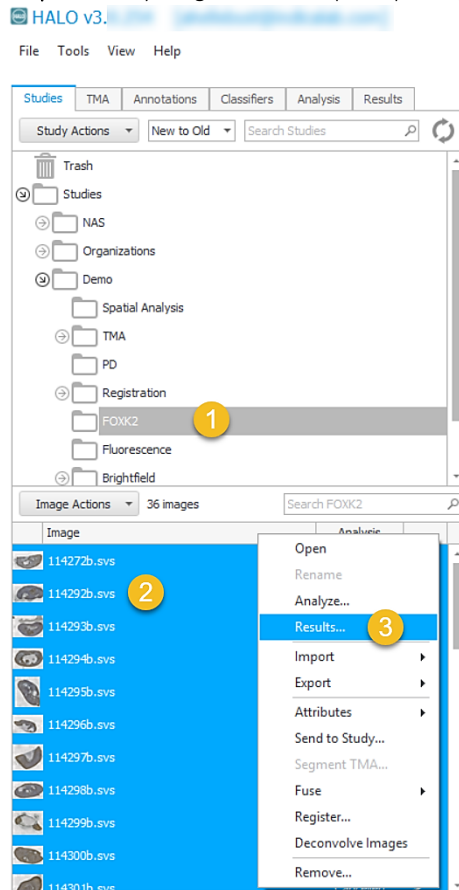 HALO v3.
File Tools View Help
Studies TMA Annotations Classifiers Analysis Results
Study Actions New to Old Search Studies
Trash
Studies
NAS
Organizations
Demo
Spatial Analysis
TMA
PD
Registration
FOXK2 1
Fluorescence
Brightfield
Image Actions 36 images Search FOXK2
Image Analysis
114272b.svs
114292b.svs 2
114293b.svs
114294b.svs
114295b.svs
114296b.svs
114297b.svs
114298b.svs
114299b.svs
114300b.svs
114301b.svs
Open
Rename
Analyze...
Results... 3
Import
Export
Attributes
Send to Study...
Segment TMA...
Fuse
Register...
Deconvolve Images
Remove...